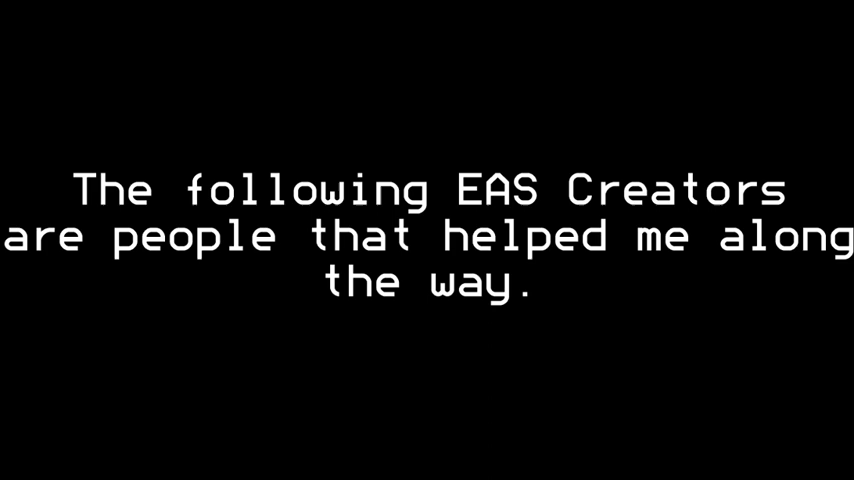 The following EAS Creators
are people that helped me along
the way.